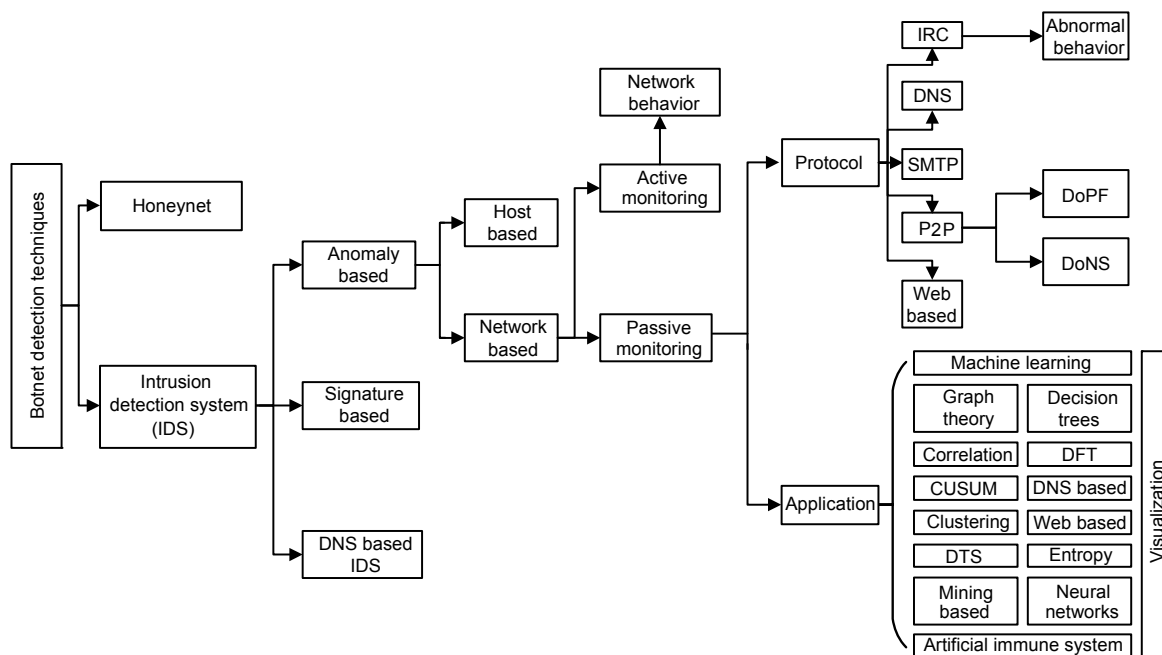 Botnet detection techniques
Honeynet
Intrusion
detection system
(IDS)
Anomaly
based
Signature
based
DNS based
IDS
Host
based
Network
based
Network
behavior
Active
monitoring
Passive
monitoring
Protocol
Application
IRC
Abnormal
behavior
DNS
SMTP
P2P
DoPF
DoNS
Web
based
Machine learning
Graph
theory
Decision
trees
Correlation
DFT
CUSUM
DNS based
Clustering
Web based
DTS
Entropy
Mining
based
Neural
networks
Artificial immune system
Visualization